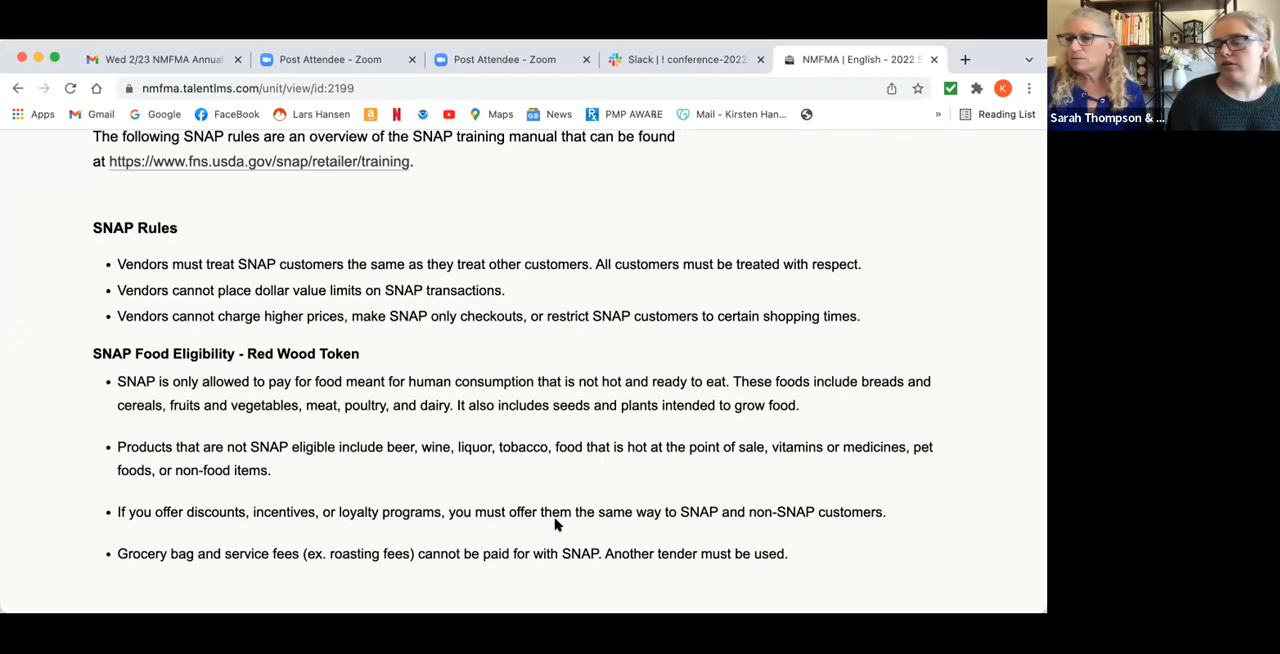 Wed 2/23 NMFMA Annua
Post Attendee - Zoom
Post Attendee - Zoom
Slack | ! conference-2022
NMFMA | English - 2022 S
nmfma.talentlms.com/unit/view/id:2199
Apps
Gmail
Google
FaceBook
Lars Hansen
Maps
News
PMP AWARE
Mail - Kirsten Han...
»
Reading List
K
Sarah Thompson & ...
The following SNAP rules are an overview of the SNAP training manual that can be found
at https://www.fns.usda.gov/snap/retailer/training.
SNAP Rules
• Vendors must treat SNAP customers the same as they treat other customers. All customers must be treated with respect.
• Vendors cannot place dollar value limits on SNAP transactions.
• Vendors cannot charge higher prices, make SNAP only checkouts, or restrict SNAP customers to certain shopping times.
SNAP Food Eligibility - Red Wood Token
• SNAP is only allowed to pay for food meant for human consumption that is not hot and ready to eat. These foods include breads and
cereals, fruits and vegetables, meat, poultry, and dairy. It also includes seeds and plants intended to grow food.
• Products that are not SNAP eligible include beer, wine, liquor, tobacco, food that is hot at the point of sale, vitamins or medicines, pet
foods, or non-food items.
• If you offer discounts, incentives, or loyalty programs, you must offer them the same way to SNAP and non-SNAP customers.
• Grocery bag and service fees (ex. roasting fees) cannot be paid for with SNAP. Another tender must be used.